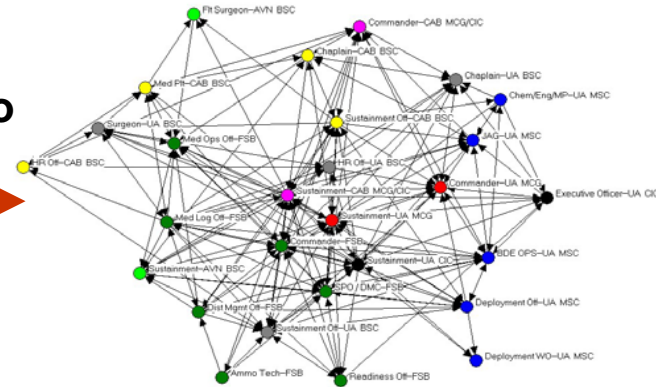 Flt Surgeon-AVN BSC
Commander-CAB MCG/CIC
Chaplain-CAB BSC
Chaplain-UA BSC
Med Plt-CAB BSC
Chem/Eng/MP-UA MSC
o
Sustainment Off-CAB BSC
Surgeon-UA BSC
JAG-UA MSC
Med Ops Off-FSB
HR Off-CAB BSC
HR Off-UA BSC
Commander-UA MCG
Sustainment-CAB MCG/CIC
Executive Officer-UA CIC
Sustainment-UA MCG
Med Log Off-FSB
Commander-FSB
BDE OPS-UA MSC
Sustainment-UA CIC
Sustainment-AVN BSC
SPO / DMC-FSB
Deployment Off-UA MSC
Dist Mgmt Off-FSB
Sustainment Off-UA BSC
Deployment WO-UA MSC
Ammo Tech-FSB
Readiness Off-FSB